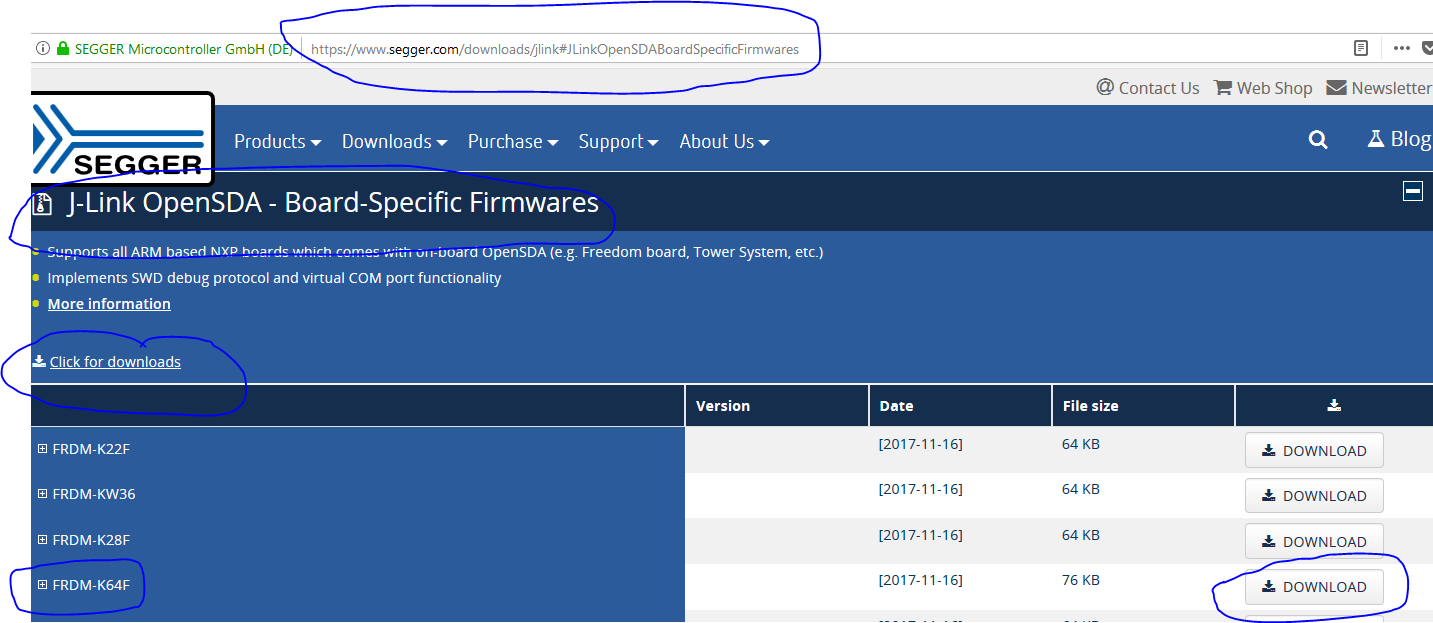 SEGGER Microcontroller GmbH (DE) https://www.segger.com/downloads/jlink#JLinkOpenSDABoardSpecificFirmwares
@ Contact Us Web Shop Newsletter
SEGGER Products Downloads Purchase Support About Us Blog
J-Link OpenSDA - Board-Specific Firmwares
Supports all ARM based NXP boards which comes with on-board OpenSDA (e.g. Freedom board, Tower System, etc.)
Implements SWD debug protocol and virtual COM port functionality
More information
Click for downloads
Version Date File size
FRDM-K22F [2017-11-16] 64 KB DOWNLOAD
FRDM-KW36 [2017-11-16] 64 KB DOWNLOAD
FRDM-K28F [2017-11-16] 64 KB DOWNLOAD
FRDM-K64F [2017-11-16] 76 KB DOWNLOAD